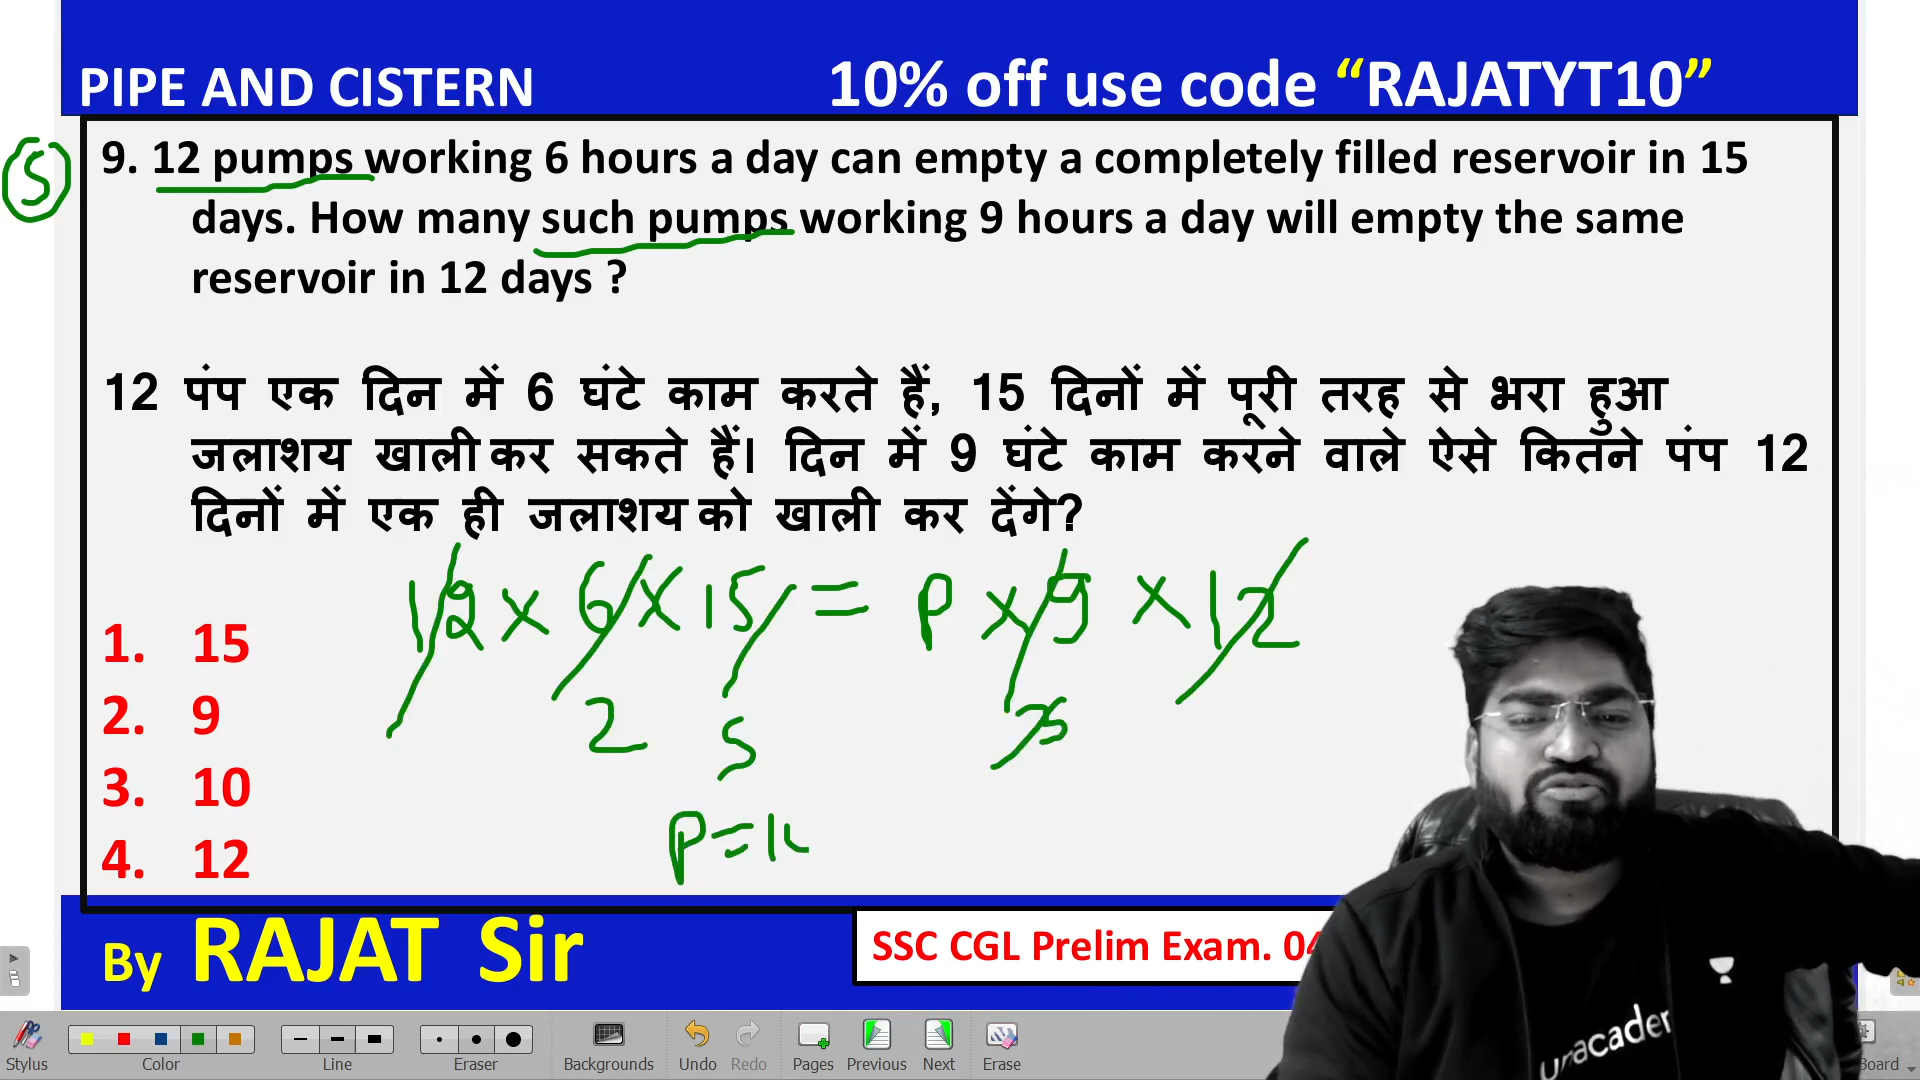 PIPE AND CISTERN
10% off use code “RAJATYT10”
S
9. 12 pumps working 6 hours a day can empty a completely filled reservoir in 15
days. How many such pumps working 9 hours a day will empty the same
reservoir in 12 days ?
12 पंप एक दिन में 6 घंटे काम करते हैं, 15 दिनों में पूरी तरह से भरा हुआ
जलाशय खाली कर सकते हैं। दिन में 9 घंटे काम करने वाले ऐसे कितने पंप 12
दिनों में एक ही जलाशय को खाली कर देंगे?
12 × 6 × 15 = P × 9 × 12
2 5
P =
1. 15
2. 9
3. 10
4. 12
By RAJAT Sir
SSC CGL Prelim Exam.
unacader
Stylus Color Line Eraser Backgrounds Undo Redo Pages Previous Next Erase Board